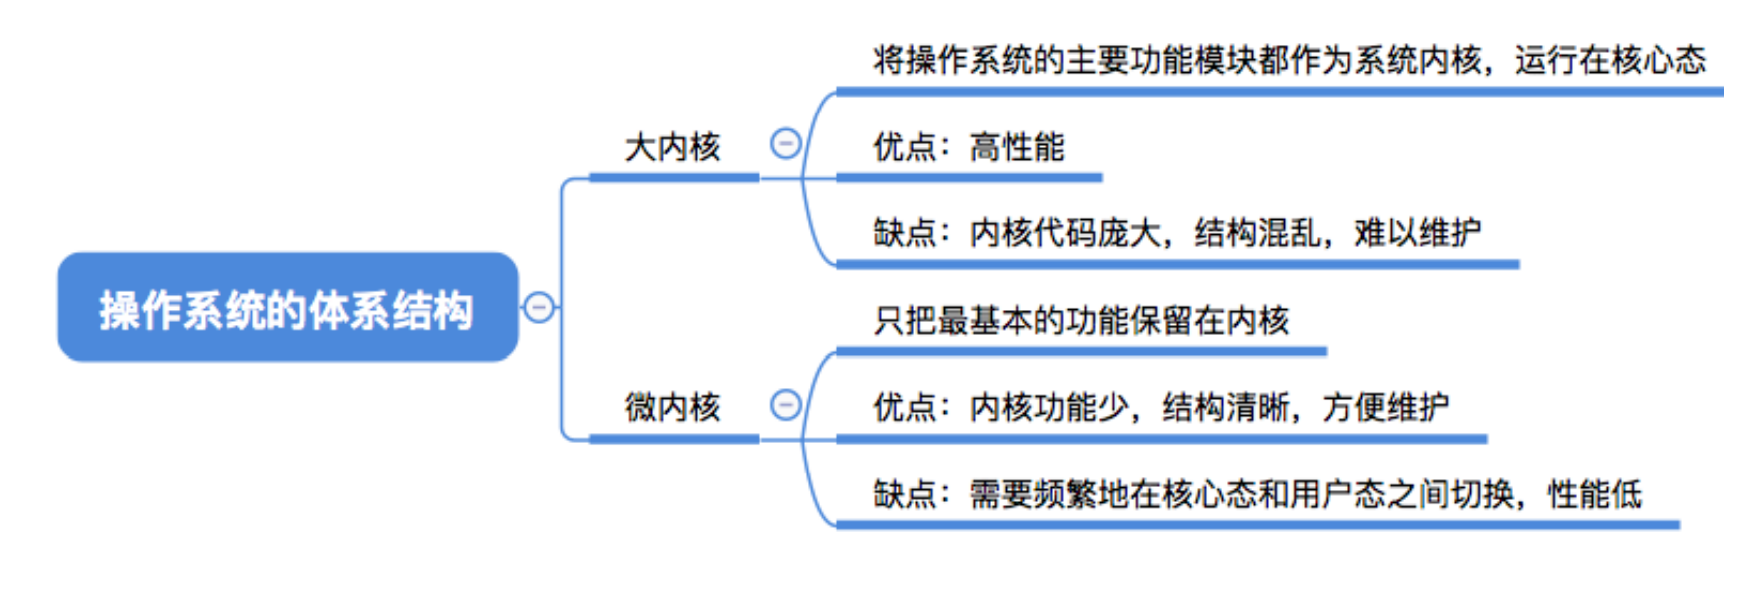 操作系统的体系结构
大内核
将操作系统的主要功能模块都作为系统内核，运行在核心态
优点：高性能
缺点：内核代码庞大，结构混乱，难以维护
微内核
只把最基本的功能保留在内核
优点：内核功能少，结构清晰，方便维护
缺点：需要频繁地在核心态和用户态之间切换，性能低